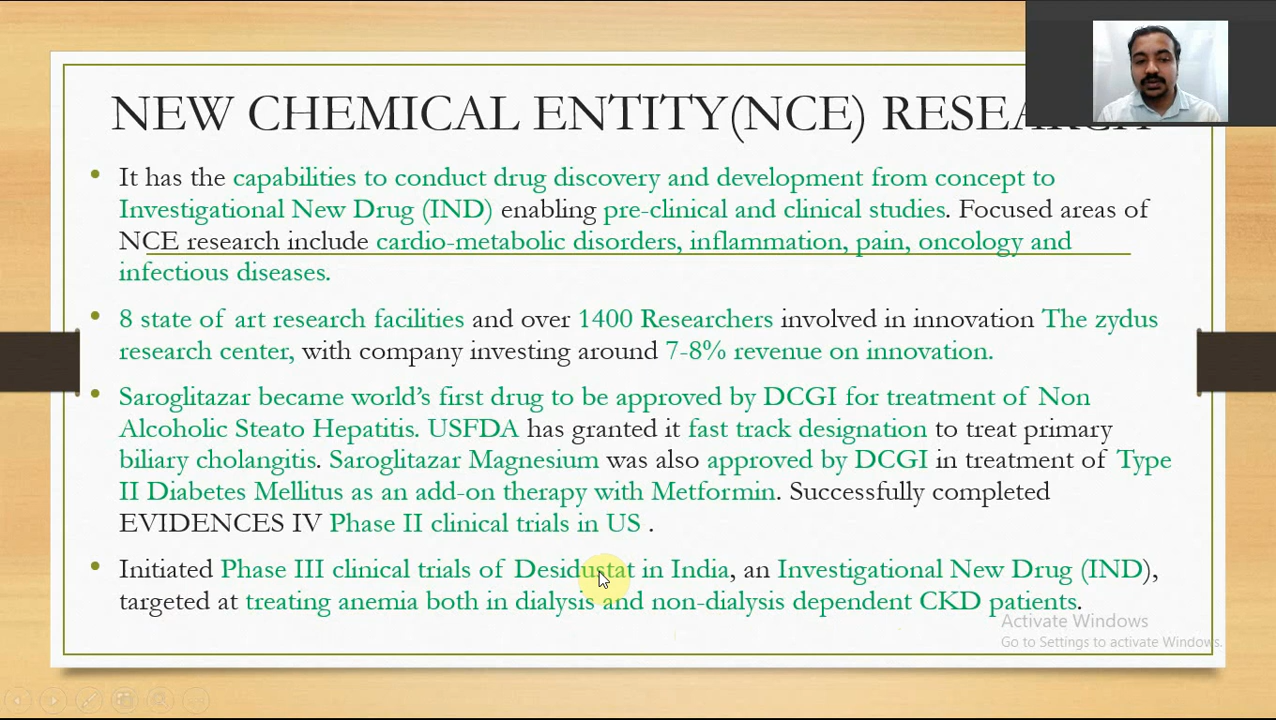 NEW CHEMICAL ENTITY(NCE) RESEARCH
• It has the capabilities to conduct drug discovery and development from concept to
Investigational New Drug (IND) enabling pre-clinical and clinical studies. Focused areas of
NCE research include cardio-metabolic disorders, inflammation, pain, oncology and
infectious diseases.
• 8 state of art research facilities and over 1400 Researchers involved in innovation The zydus
research center, with company investing around 7-8% revenue on innovation.
• Saroglitazar became world’s first drug to be approved by DCGI for treatment of Non
Alcoholic Steato Hepatitis. USFDA has granted it fast track designation to treat primary
biliary cholangitis. Saroglitazar Magnesium was also approved by DCGI in treatment of Type
II Diabetes Mellitus as an add-on therapy with Metformin. Successfully completed
EVIDENCES IV Phase II clinical trials in US .
• Initiated Phase III clinical trials of Desidustat in India, an Investigational New Drug (IND),
targeted at treating anemia both in dialysis and non-dialysis dependent CKD patients.
Activate Windows
Go to Settings to activate Windows.